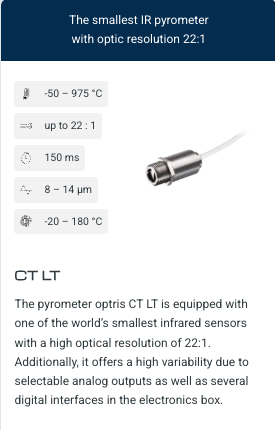 The smallest IR pyrometer
with optic resolution 22:1
-50 – 975 °C
up to 22 : 1
150 ms
8 – 14 µm
-20 – 180 °C
CT LT
The pyrometer optris CT LT is equipped with
one of the world’s smallest infrared sensors
with a high optical resolution of 22:1.
Additionally, it offers a high variability due to
selectable analog outputs as well as several
digital interfaces in the electronics box.